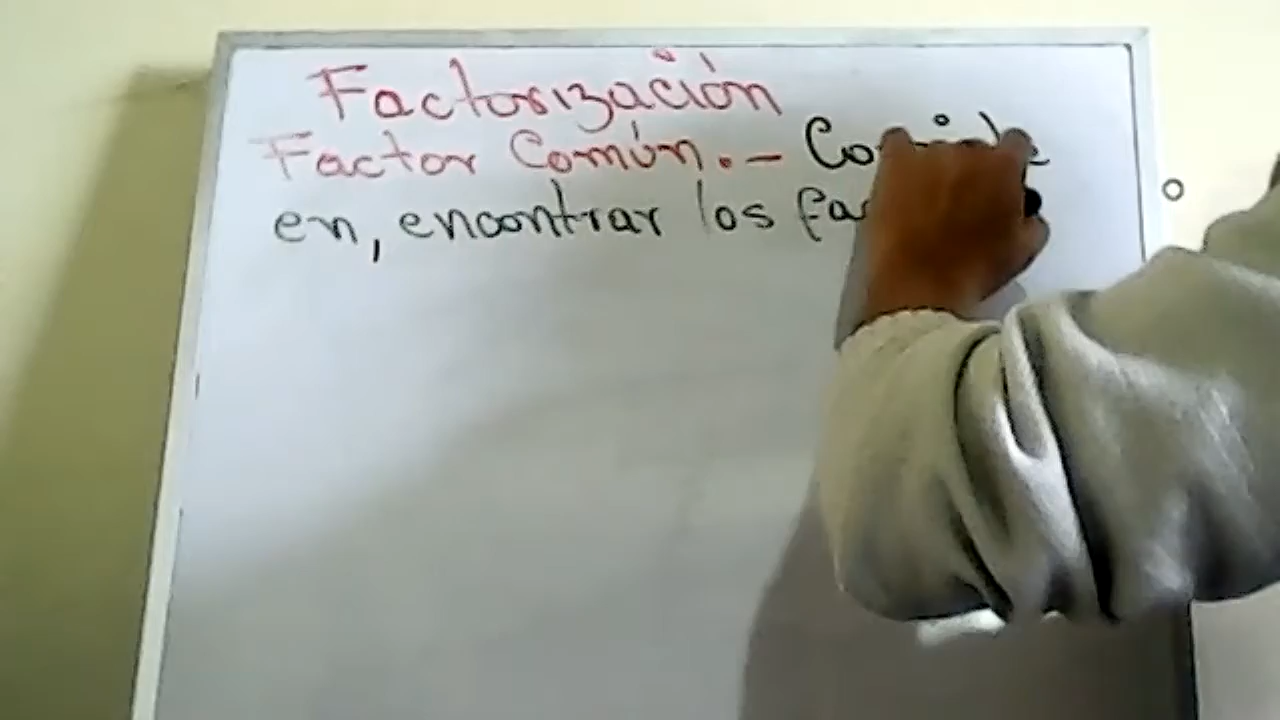 Factorización
Factor Común.-
en, encontrar los